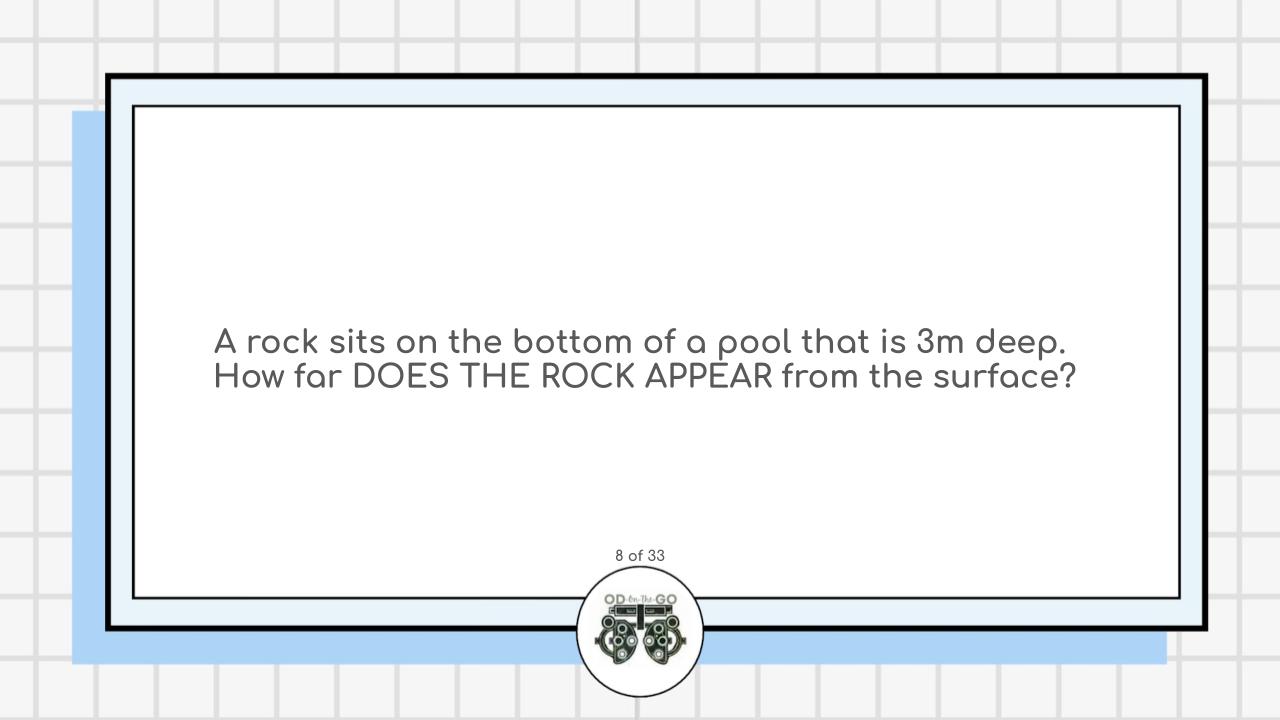 A rock sits on the bottom of a pool that is 3m deep.
How far DOES THE ROCK APPEAR from the surface?
8 of 33
OD-On-The-GO